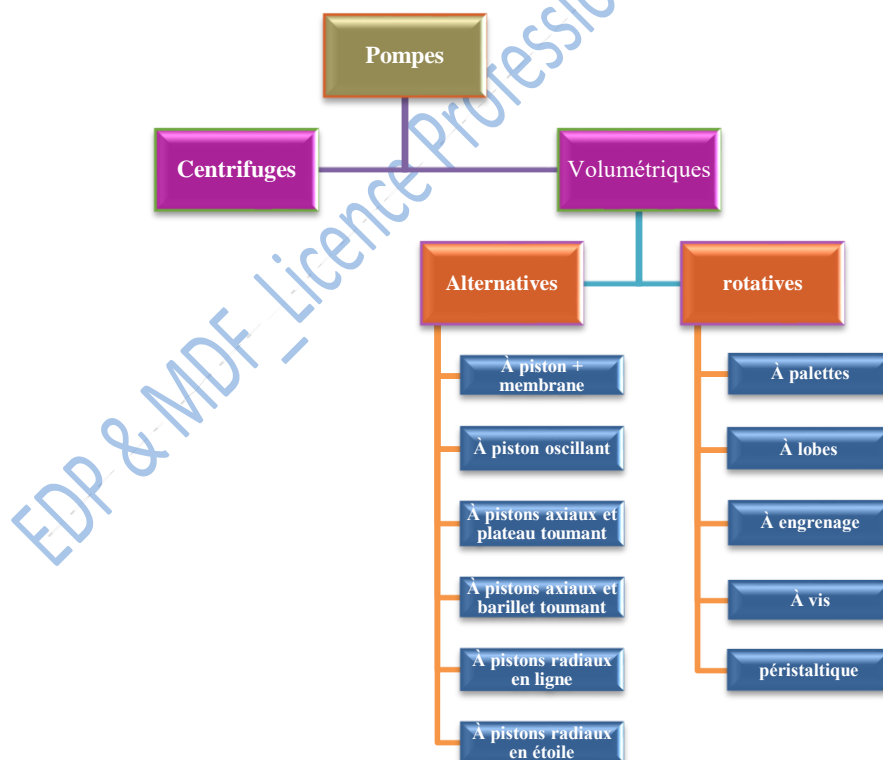 Pompes
Centrifuges
Volumétriques
Alternatives
rotatives
À piston +
membrane
À piston oscillant
À pistons axiaux et
plateau toumant
À pistons axiaux et
barillet toumant
À pistons radiaux
en ligne
À pistons radiaux
en étoile
À palettes
À lobes
À engrenage
À vis
péristaltique
EDP & MDF_Licence Professio